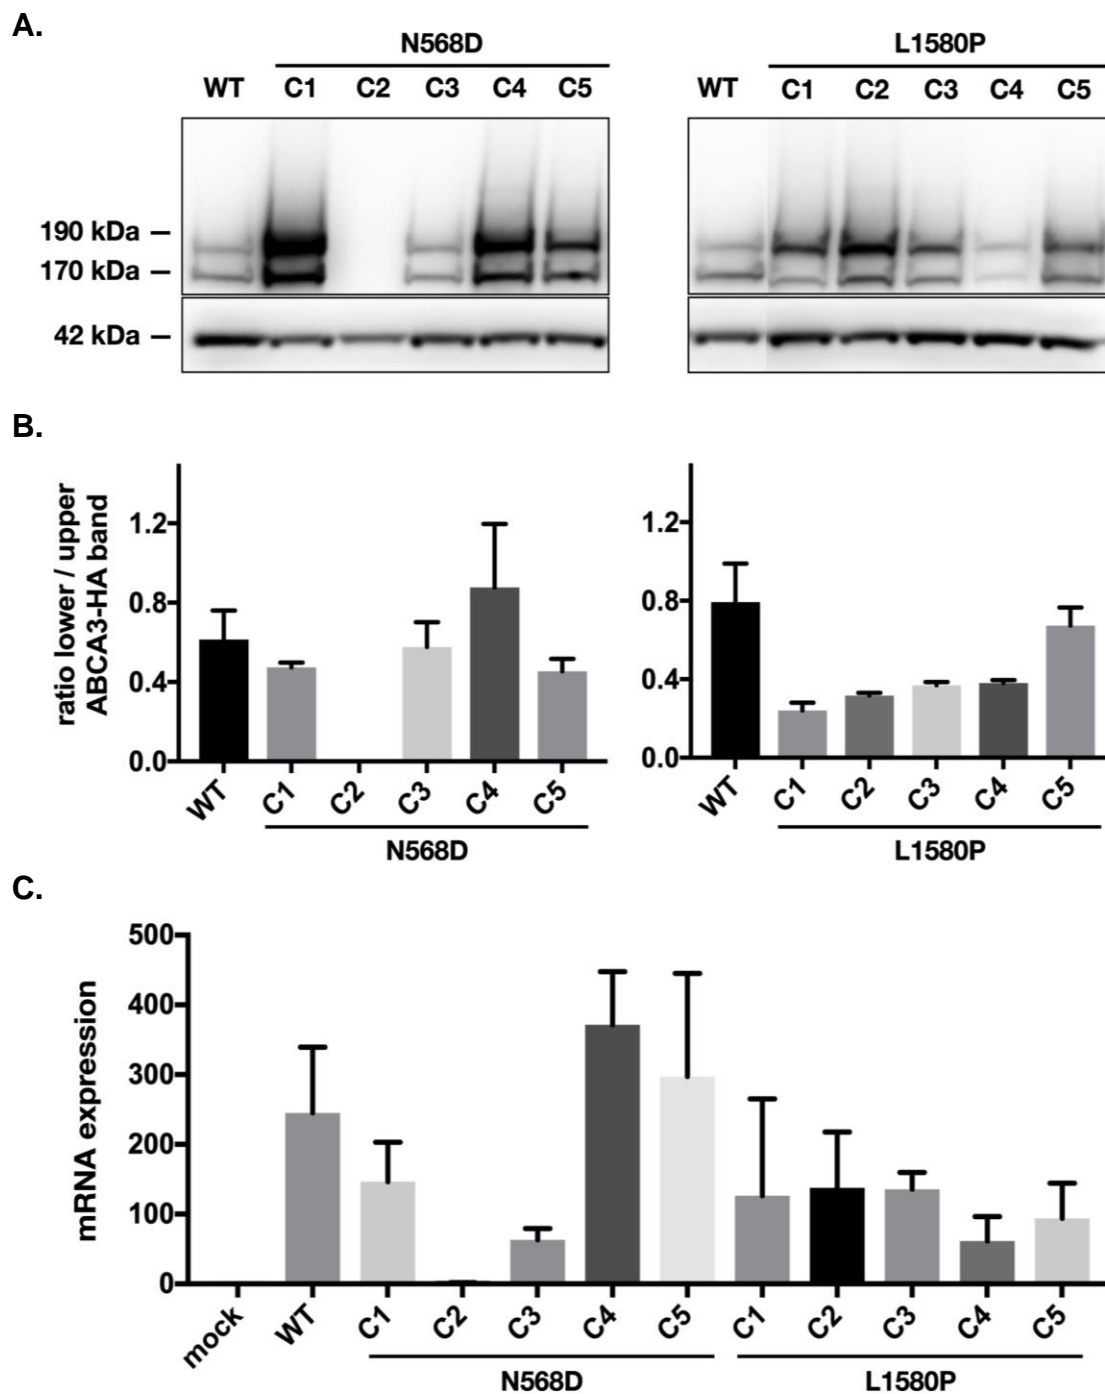 A.
N568D
L1580P
WT C1 C2 C3 C4 C5 WT C1 C2 C3 C4 C5
190 kDa
170 kDa
42 kDa
B.
ratio lower / upper
ABCA3-HA band
1.2
0.8
0.4
0.0
WT C1 C2 C3 C4 C5
N568D
1.2
0.8
0.4
0.0
WT C1 C2 C3 C4 C5
L1580P
C.
mRNA expression
500
400
300
200
100
0
mock WT C1 C2 C3 C4 C5 C1 C2 C3 C4 C5
N568D
L1580P